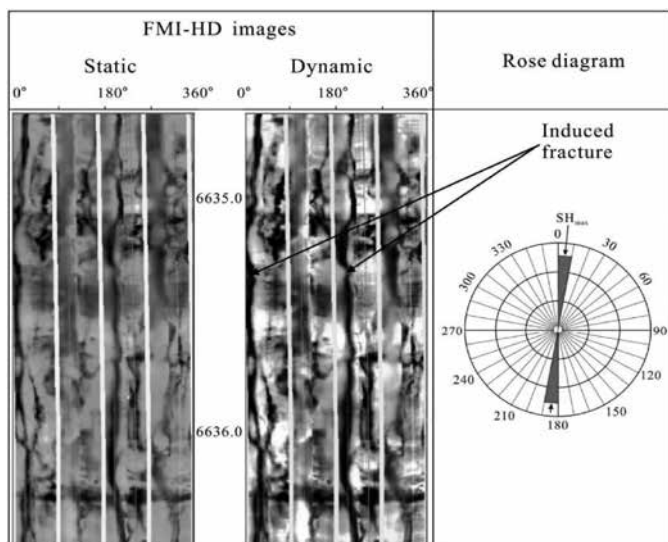 FMI-HD images
Static
Dynamic
Rose diagram
0° 180° 360°
0° 180° 360°
Induced
fracture
6635.0
6636.0
SHmax
0
30
60
90
120
150
180
210
240
270
300
330